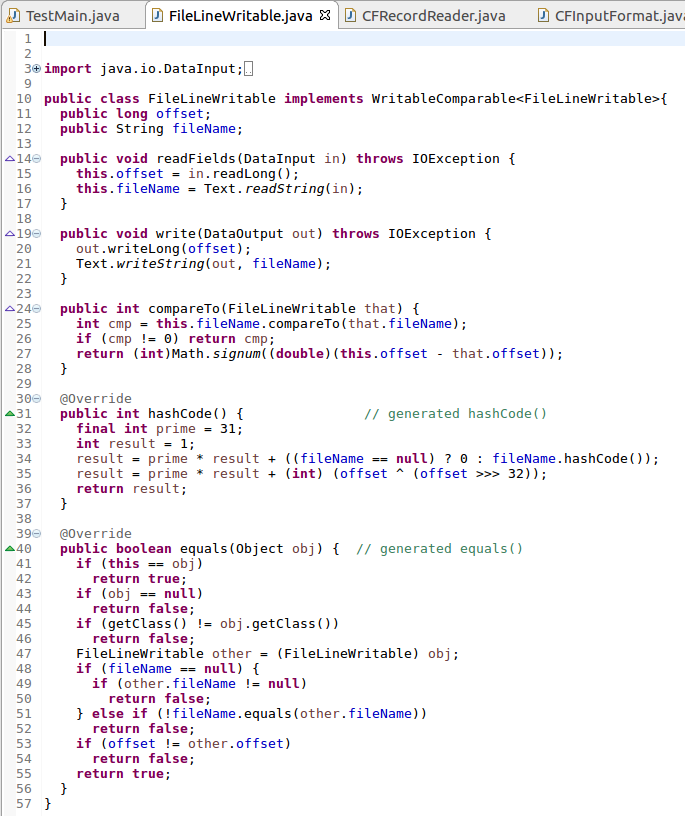 TestMain.java FileLineWritable.java CFRecordReader.java CFInputFormat.java
1
2
3 import java.io.DataInput;
9
10 public class FileLineWritable implements WritableComparable<FileLineWritable>{
11   public long offset;
12   public String fileName;
13
14   public void readFields(DataInput in) throws IOException {
15     this.offset = in.readLong();
16     this.fileName = Text.readString(in);
17   }
18
19   public void write(DataOutput out) throws IOException {
20     out.writeLong(offset);
21     Text.writeString(out, fileName);
22   }
23
24   public int compareTo(FileLineWritable that) {
25     int cmp = this.fileName.compareTo(that.fileName);
26     if (cmp != 0) return cmp;
27     return (int)Math.signum((double)(this.offset - that.offset));
28   }
29
30   @Override
31   public int hashCode() {               // generated hashCode()
32     final int prime = 31;
33     int result = 1;
34     result = prime * result + ((fileName == null) ? 0 : fileName.hashCode());
35     result = prime * result + (int) (offset ^ (offset >>> 32));
36     return result;
37   }
38
39   @Override
40   public boolean equals(Object obj) {  // generated equals()
41     if (this == obj)
42       return true;
43     if (obj == null)
44       return false;
45     if (getClass() != obj.getClass())
46       return false;
47     FileLineWritable other = (FileLineWritable) obj;
48     if (fileName == null) {
49       if (other.fileName != null)
50         return false;
51     } else if (!fileName.equals(other.fileName))
52       return false;
53     if (offset != other.offset)
54       return false;
55     return true;
56   }
57 }